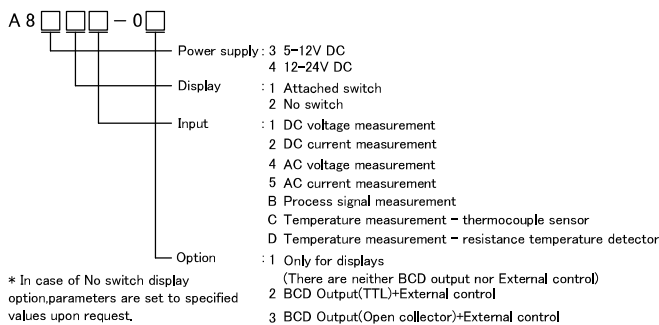 A8□□□-0□
Power supply : 3 5-12V DC
4 12-24V DC
Display : 1 Attached switch
2 No switch
Input : 1 DC voltage measurement
2 DC current measurement
4 AC voltage measurement
5 AC current measurement
B Process signal measurement
C Temperature measurement - thermocouple sensor
D Temperature measurement - resistance temperature detector
Option : 1 Only for displays
(There are neither BCD output nor External control)
2 BCD Output(TTL)+External control
3 BCD Output(Open collector)+External control
* In case of No switch display
option,parameters are set to specified
values upon request.